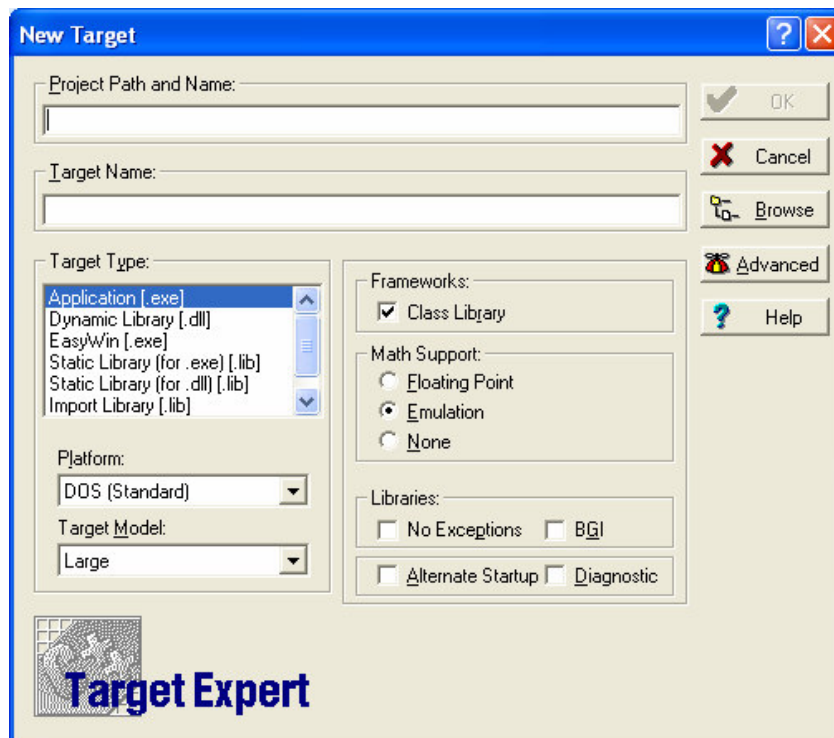 New Target
Project Path and Name:
OK
Cancel
Target Name:
Browse
Target Type:
Application [.exe]
Dynamic Library [.dll]
EasyWin [.exe]
Static Library (for .exe) [.lib]
Static Library (for .dll) [.lib]
Import Library [.lib]
Platform:
DOS (Standard)
Target Model:
Large
Frameworks:
Class Library
Math Support:
Floating Point
Emulation
None
Libraries:
No Exceptions BGI
Alternate Startup Diagnostic
Advanced
Help
Target Expert